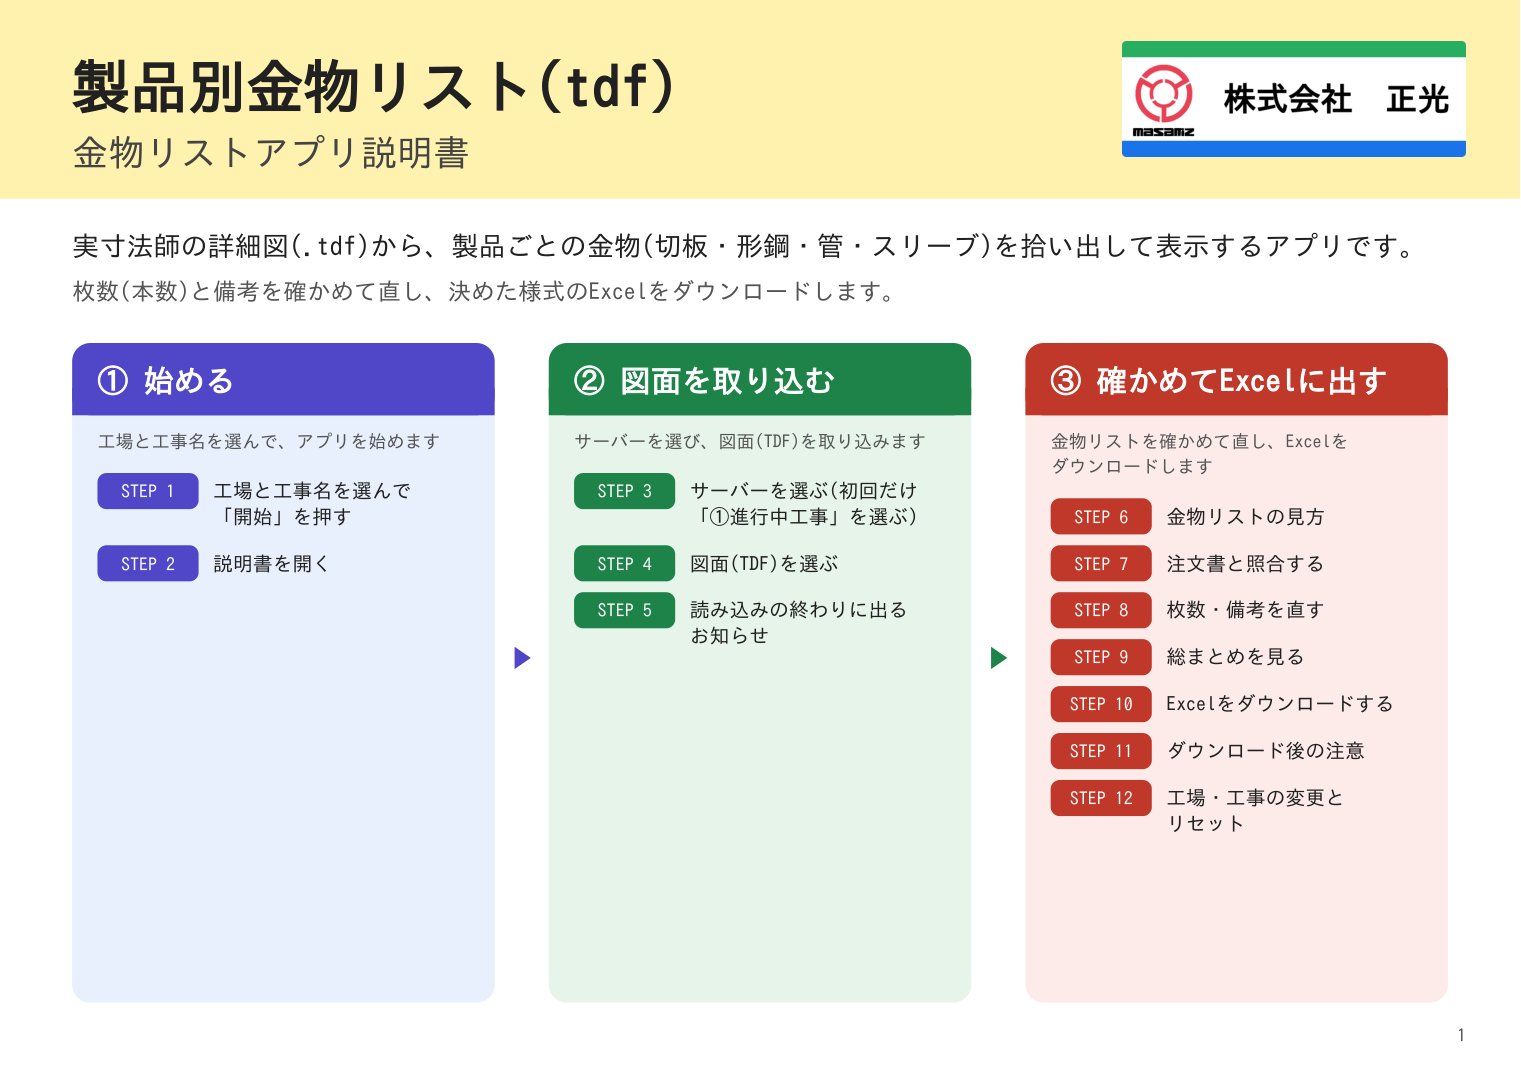 製品別金物リスト(tdf)
金物リストアプリ説明書
masamz
株式会社　正光
実寸法師の詳細図(.tdf)から、製品ごとの金物(切板・形鋼・管・スリーブ)を拾い出して表示するアプリです。
枚数(本数)と備考を確かめて直し、決めた様式のExcelをダウンロードします。
① 始める
工場と工事名を選んで、アプリを始めます
STEP 1 工場と工事名を選んで
「開始」を押す
STEP 2 説明書を開く
② 図面を取り込む
サーバーを選び、図面(TDF)を取り込みます
STEP 3 サーバーを選ぶ(初回だけ
「①進行中工事」を選ぶ)
STEP 4 図面(TDF)を選ぶ
STEP 5 読み込みの終わりに出る
お知らせ
③ 確かめてExcelに出す
金物リストを確かめて直し、Excelを
ダウンロードします
STEP 6 金物リストの見方
STEP 7 注文書と照合する
STEP 8 枚数・備考を直す
STEP 9 総まとめを見る
STEP 10 Excelをダウンロードする
STEP 11 ダウンロード後の注意
STEP 12 工場・工事の変更と
リセット
1